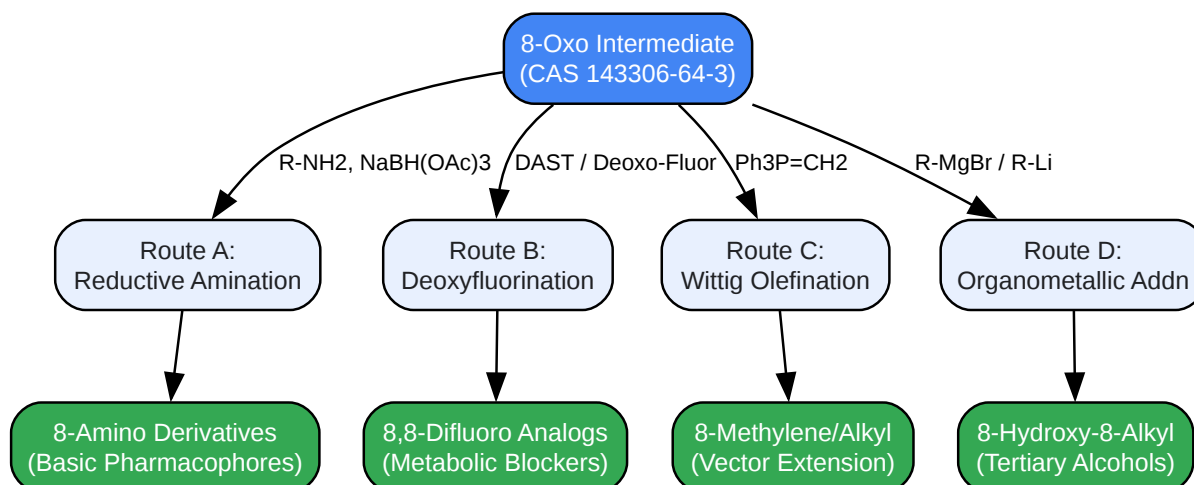 8-Oxo Intermediate
(CAS 143306-64-3)
R-NH2, NaBH(OAc)3
DAST / Deoxo-Fluor
Ph3P=CH2
R-MgBr / R-Li
Route A:
Reductive Amination
Route B:
Deoxyfluorination
Route C:
Wittig Olefination
Route D:
Organometallic Addn
8-Amino Derivatives
(Basic Pharmacophores)
8,8-Difluoro Analogs
(Metabolic Blockers)
8-Methylene/Alkyl
(Vector Extension)
8-Hydroxy-8-Alkyl
(Tertiary Alcohols)